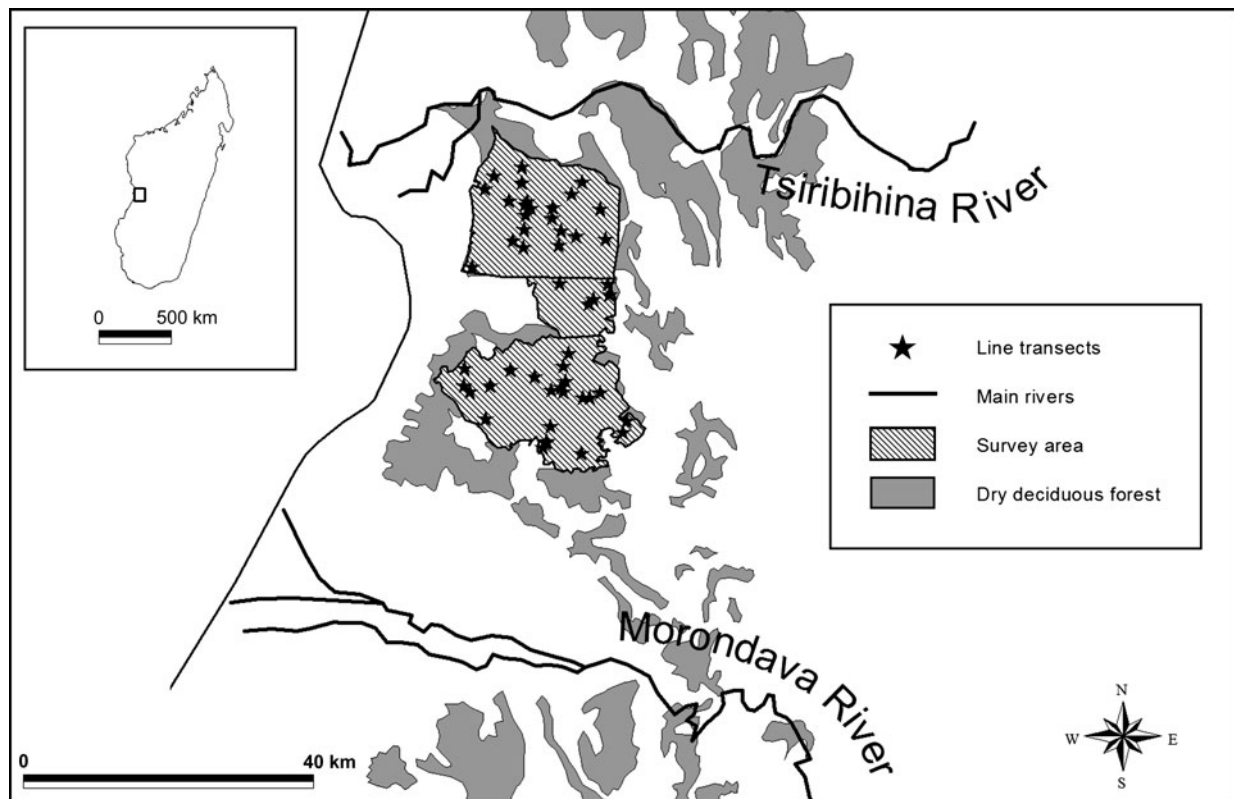 0 500 km
Tsiribihina River
Line transects
Main rivers
Survey area
Dry deciduous forest
Morondava River
N
W E
S
0 40 km